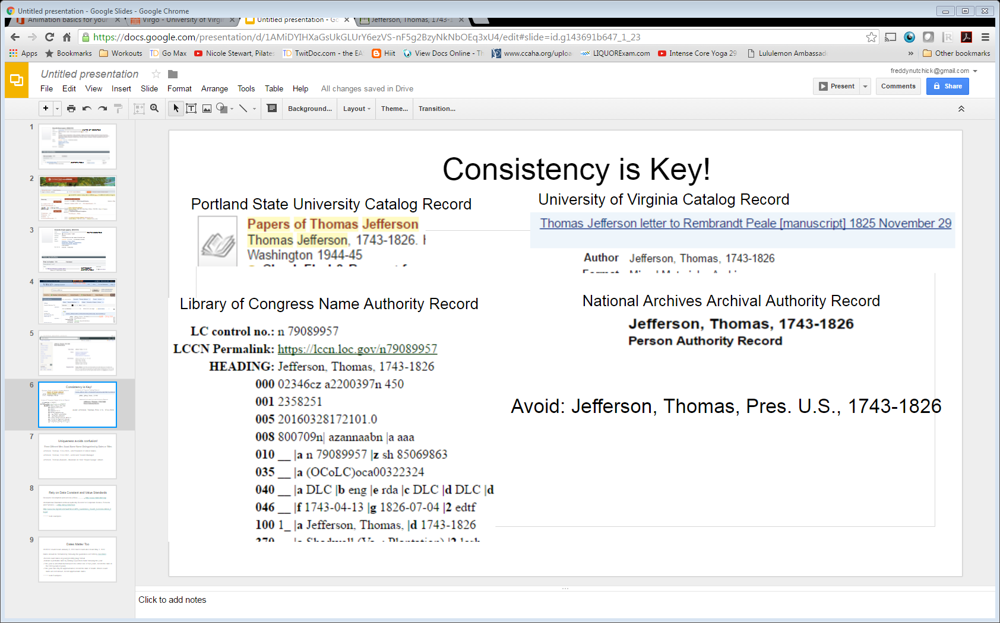 Untitled presentation - Google Slides - Google Chrome
Animation basics for your
Virgo - University of Virgi
Untitled presentation - Go
Jefferson, Thomas, 1743-1
https://docs.google.com/presentation/d/1AMiDYIHXaGsUkGLUrY6ezVS-nF5g2BzyNkNbOEq3xU4/edit#slide=id.g143691b647_1_23
Apps Bookmarks Workouts Go Max Nicole Stewart, Pilates TwitDoc.com - the EA Hiit View Docs Online - Th www.ccaha.org/uploa LIQUORExam.com Intense Core Yoga 29 Lululemon Ambassad » Other bookmarks
Untitled presentation
freddynutchick@gmail.com
File Edit View Insert Slide Format Arrange Tools Table Help All changes saved in Drive
Present Comments Share
Background... Layout Theme... Transition...
1
2
3
4
5
6
Consistency is Key!
7
Uniqueness avoids confusion!
8
Rely on Data Constant and Value Standards
9
Dates Matter Too
Consistency is Key!
Portland State University Catalog Record
Papers of Thomas Jefferson
Thomas Jefferson, 1743-1826.
Washington 1944-45
University of Virginia Catalog Record
Thomas Jefferson letter to Rembrandt Peale [manuscript] 1825 November 29
Author Jefferson, Thomas, 1743-1826
Library of Congress Name Authority Record
LC control no.: n 79089957
LCCN Permalink: https://lccn.loc.gov/n79089957
HEADING: Jefferson, Thomas, 1743-1826
000 02346cz a2200397n 450
001 2358251
005 20160328172101.0
008 800709n| azannaabn |a aaa
010 __ |a n 79089957 |z sh 85069863
035 __ |a (OCoLC)oca00322324
040 __ |a DLC |b eng |e rda |c DLC |d DLC |d
046 __ |f 1743-04-13 |g 1826-07-04 |2 edtf
100 1_ |a Jefferson, Thomas, |d 1743-1826
National Archives Archival Authority Record
Jefferson, Thomas, 1743-1826
Person Authority Record
Avoid: Jefferson, Thomas, Pres. U.S., 1743-1826
Click to add notes